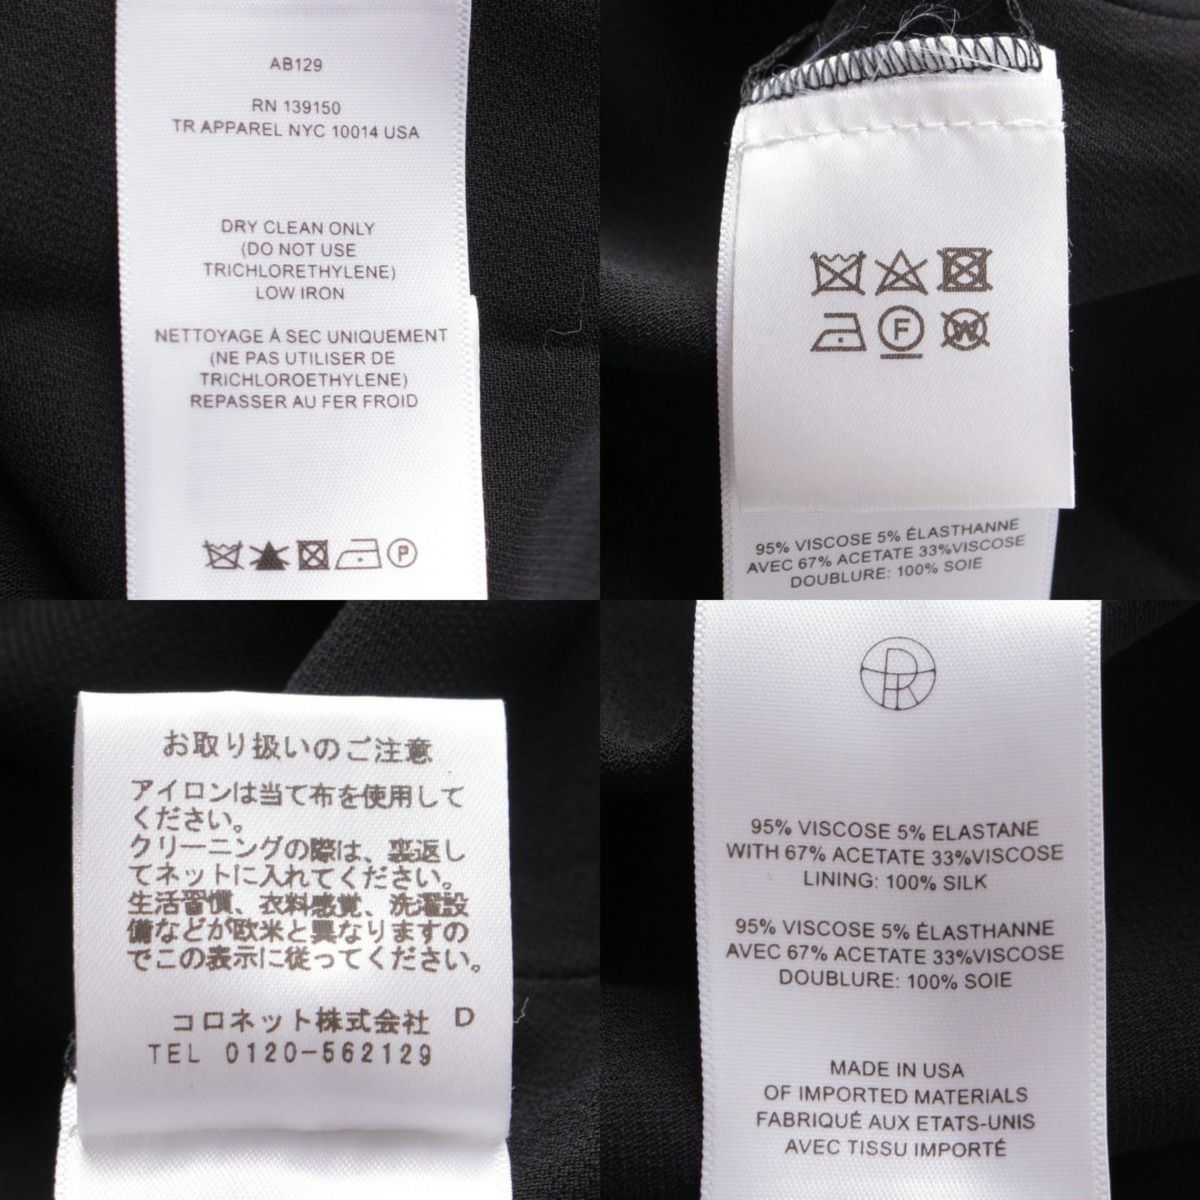 AB129
RN 139150
TR APPAREL NYC 10014 USA
DRY CLEAN ONLY
(DO NOT USE
TRICHLORETHYLENE)
LOW IRON
NETTOYAGE À SEC UNIQUEMENT
(NE PAS UTILISER DE
TRICHLOROETHYLENE)
REPASSER AU FER FROID
P
F
W
95% VISCOSE 5% ÉLASTHANNE
AVEC 67% ACETATE 33%VISCOSE
DOUBLURE: 100% SOIE
お取り扱いのご注意
アイロンは当て布を使用して
ください。
クリーニングの際は、裏返し
てネットに入れてください。
生活習慣、衣料感覚、洗濯設
備などが欧米と異なりますの
でこの表示に従ってください。
コロネット株式会社 D
TEL 0120-562129
95% VISCOSE 5% ELASTANE
WITH 67% ACETATE 33%VISCOSE
LINING: 100% SILK
95% VISCOSE 5% ÉLASTHANNE
AVEC 67% ACETATE 33%VISCOSE
DOUBLURE: 100% SOIE
MADE IN USA
OF IMPORTED MATERIALS
FABRIQUÉ AUX ETATS-UNIS
AVEC TISSU IMPORTÉ